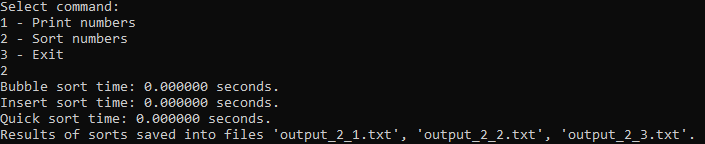 Select command:
1 - Print numbers
2 - Sort numbers
3 - Exit
2
Bubble sort time: 0.000000 seconds.
Insert sort time: 0.000000 seconds.
Quick sort time: 0.000000 seconds.
Results of sorts saved into files 'output_2_1.txt', 'output_2_2.txt', 'output_2_3.txt'.